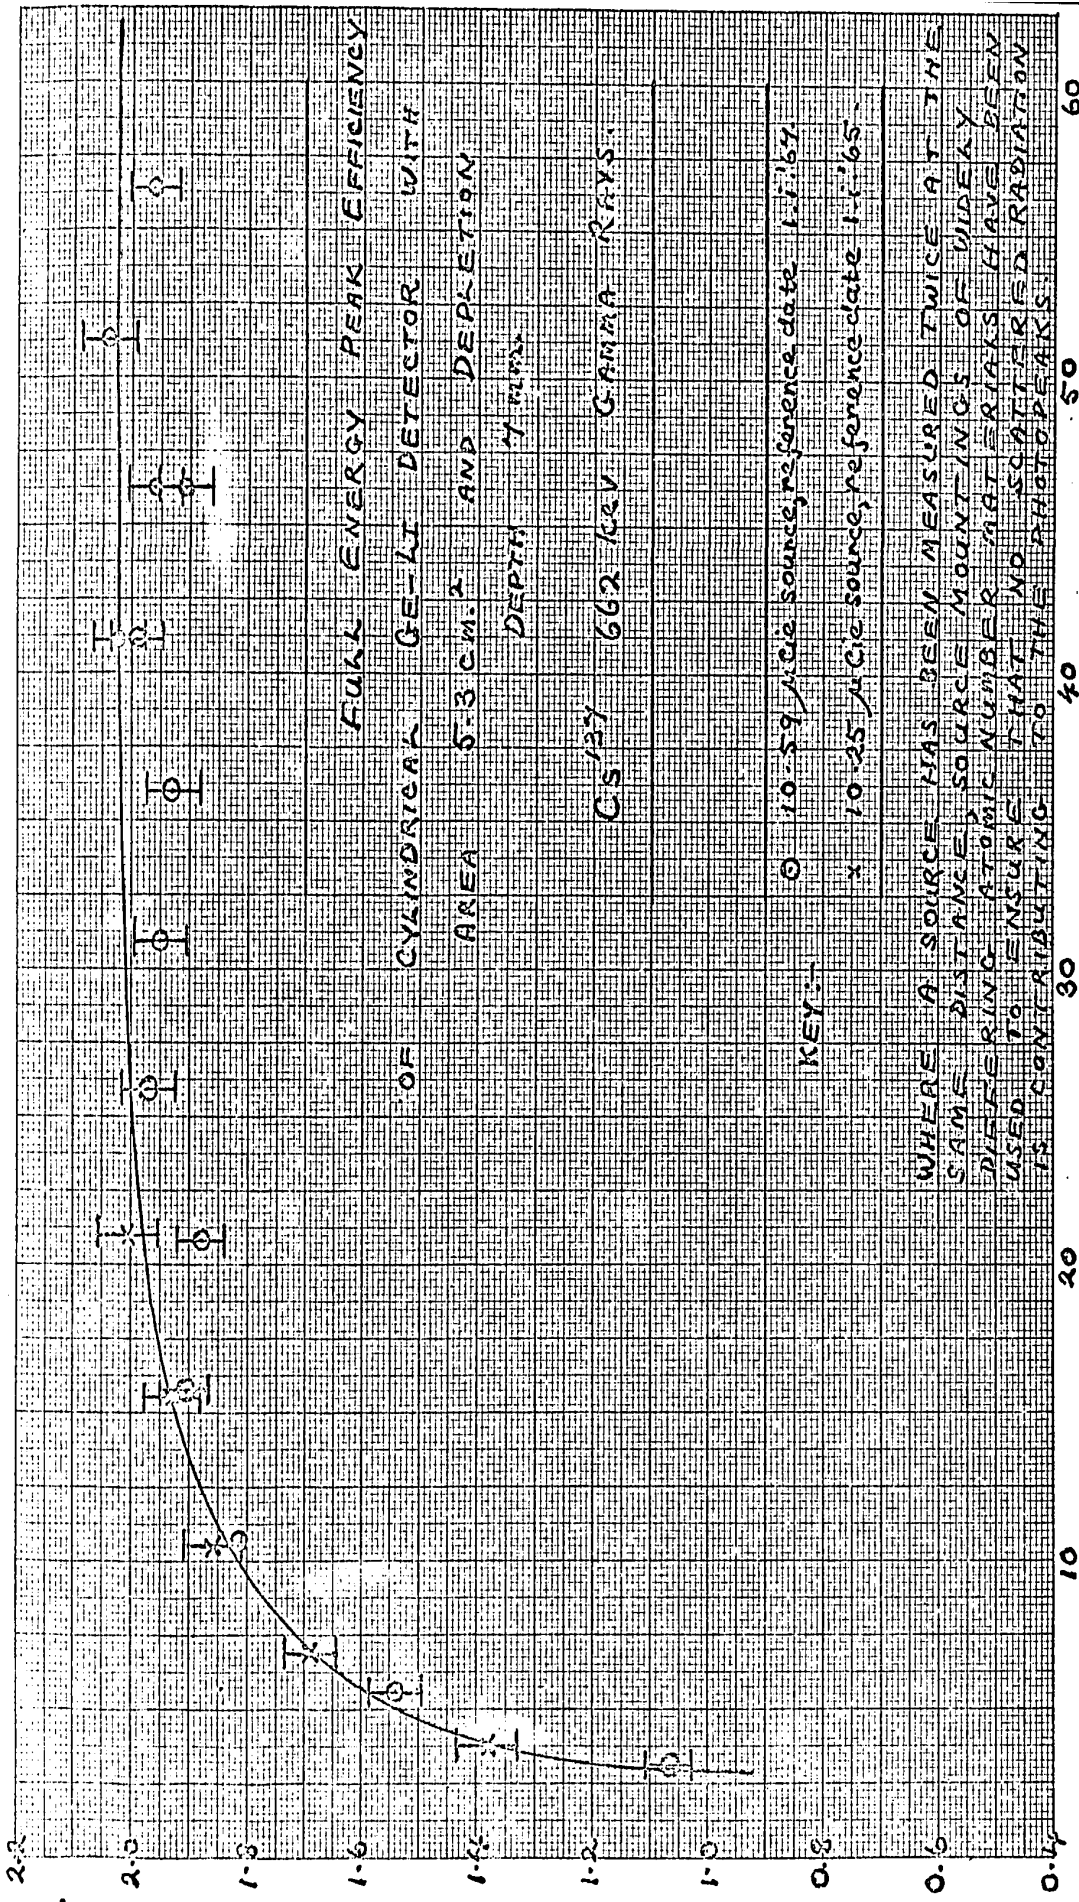 FULL ENERGY PEAK EFFICIENCY
OF CYLINDRICAL GE-LI DETECTOR WITH
AREA 5.3 cm.² AND DEPLETION
DEPTH 7 mm.
Cs¹³⁷ 662 keV GAMMA RAYS.
KEY :-
⊙ 10.59 μCie source, reference date 1.1.'64.
x 10.25 μCie source, reference date 1.1.'65.
WHERE A SOURCE HAS BEEN MEASURED TWICE AT THE
SAME DISTANCE, SOURCE MOUNTINGS OF WIDELY
DIFFERING ATOMIC NUMBER MATERIALS HAVE BEEN
USED TO ENSURE THAT NO SCATTERED RADIATION
IS CONTRIBUTING TO THE PHOTOPEAKS.
2.2
2.0
1.8
1.6
1.4
1.2
1.0
0.8
0.6
0.4
10 20 30 40 50 60